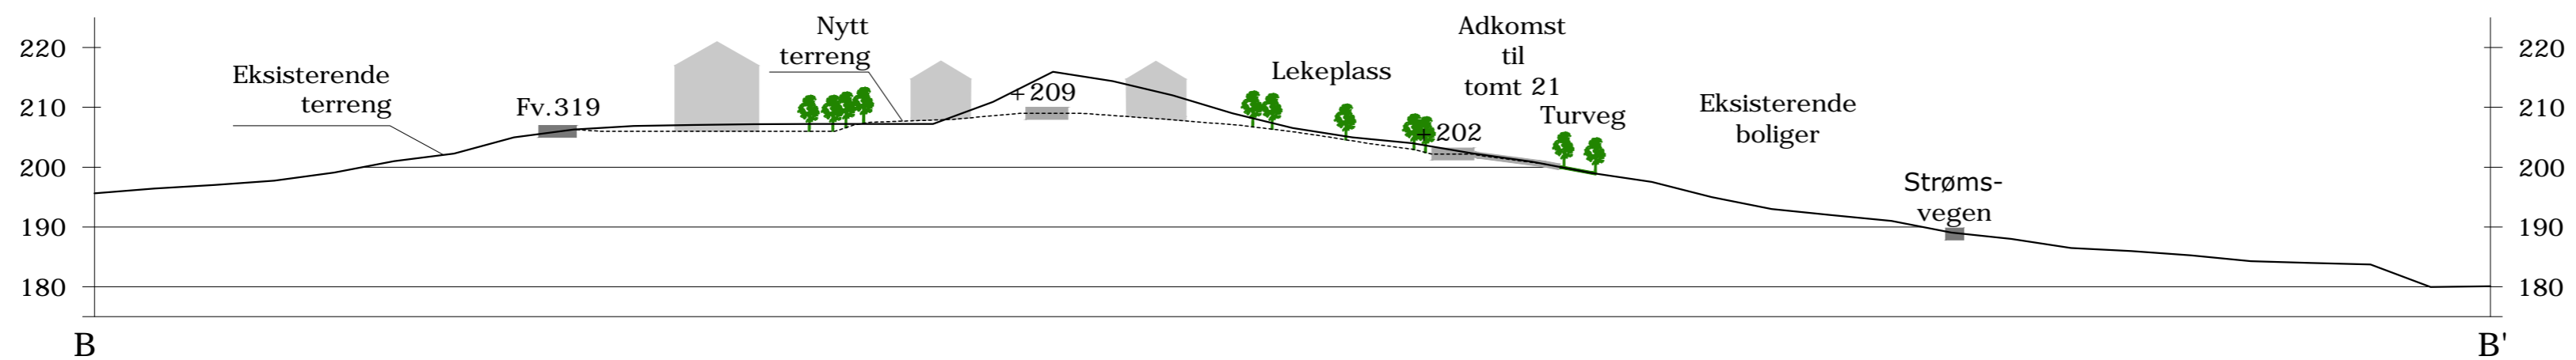 Nytt
terreng
Adkomst
til
tomt 21
Eksisterende
terreng
Fv.319
+209
Lekeplass
+202
Turveg
Eksisterende
boliger
Strøms-
vegen
220
210
200
190
180
220
210
200
190
180
B
B'